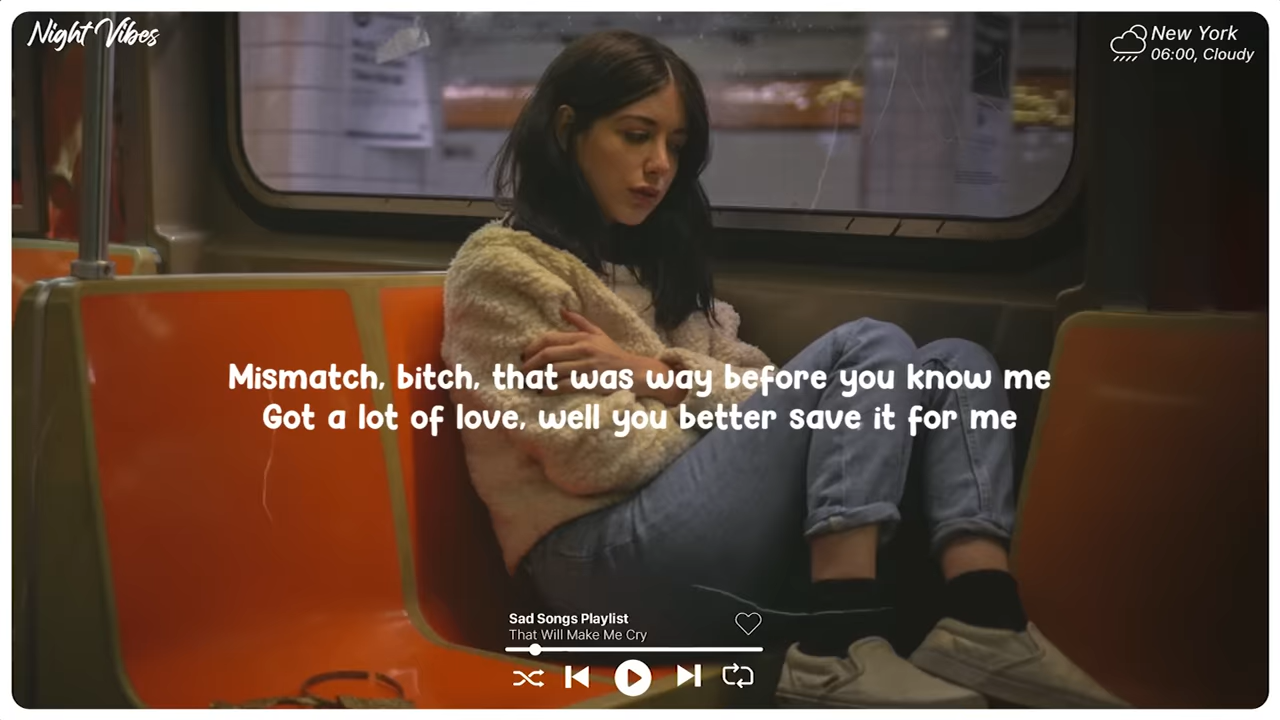 Night Vibes
New York
06:00, Cloudy
Mismatch, bitch, that was way before you know me
Got a lot of love, well you better save it for me
Sad Songs Playlist
That Will Make Me Cry